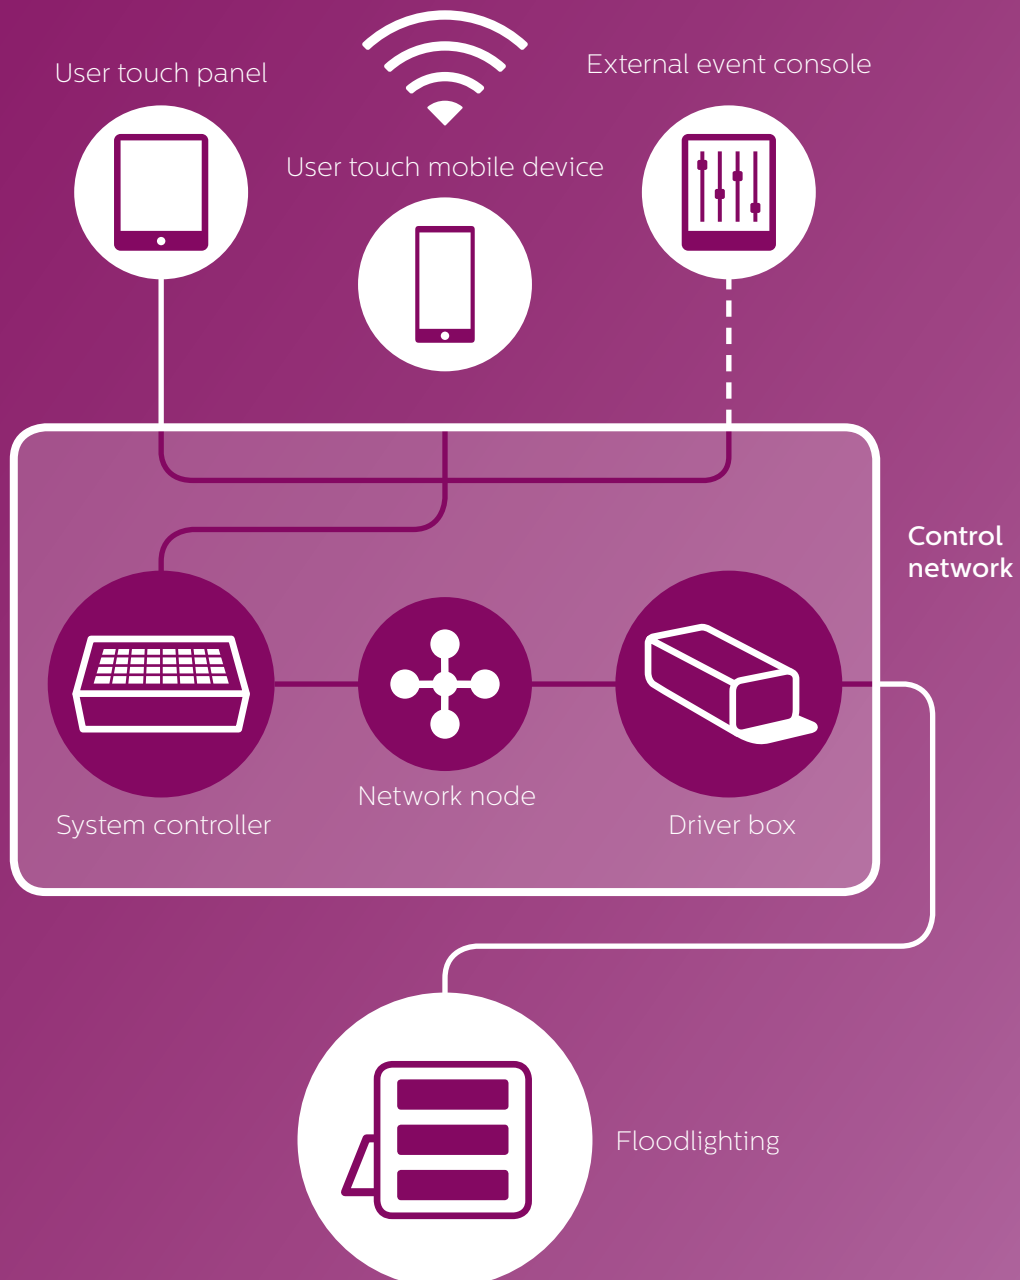 User touch panel
External event console
User touch mobile device
Control
network
Network node
System controller
Driver box
Floodlighting